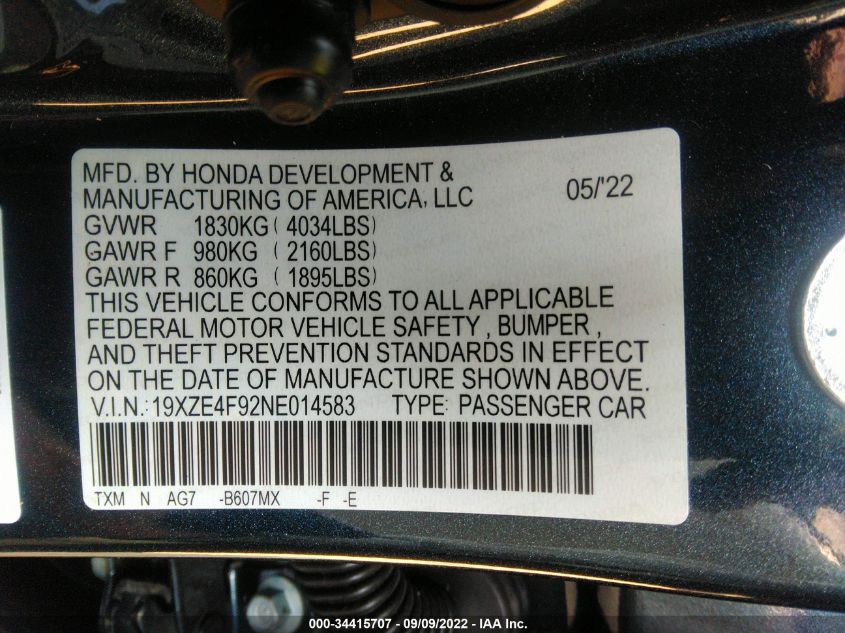 MFD. BY HONDA DEVELOPMENT &
MANUFACTURING OF AMERICA, LLC 05/'22
GVWR 1830KG ( 4034LBS)
GAWR F 980KG ( 2160LBS)
GAWR R 860KG ( 1895LBS)
THIS VEHICLE CONFORMS TO ALL APPLICABLE
FEDERAL MOTOR VEHICLE SAFETY , BUMPER ,
AND THEFT PREVENTION STANDARDS IN EFFECT
ON THE DATE OF MANUFACTURE SHOWN ABOVE.
V.I.N.: 19XZE4F92NE014583 TYPE: PASSENGER CAR
TXM N AG7 -B607MX -F -E
000-34415707 - 09/09/2022 - IAA Inc.